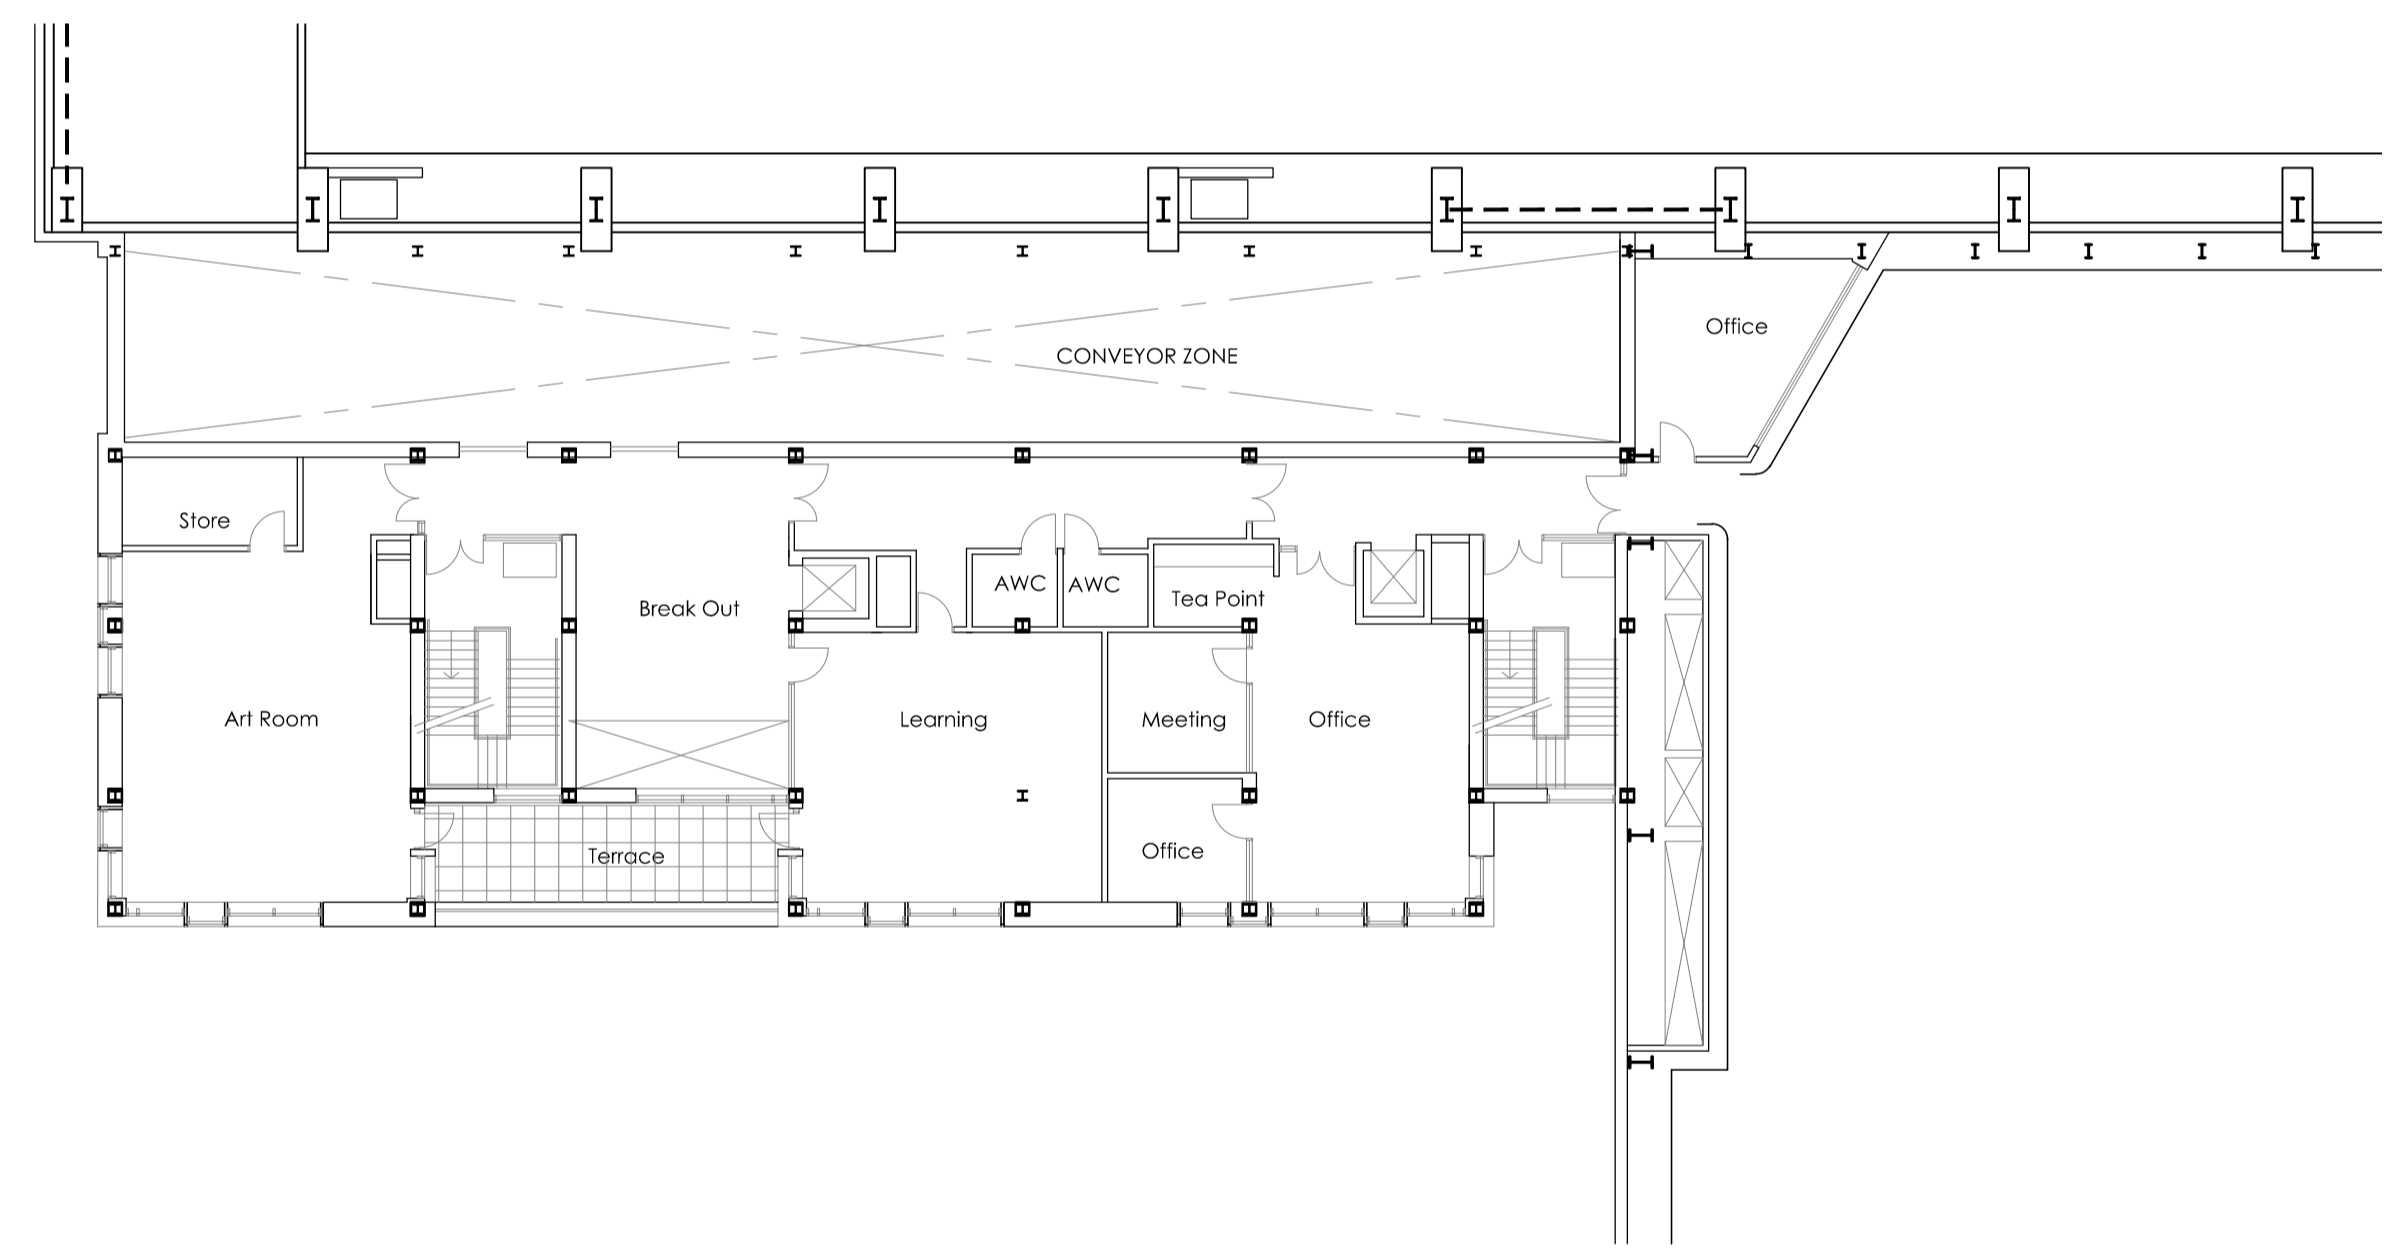 Office
CONVEYOR ZONE
Store
AWC
AWC
Tea Point
Break Out
Art Room
Learning
Meeting
Office
Terrace
Office